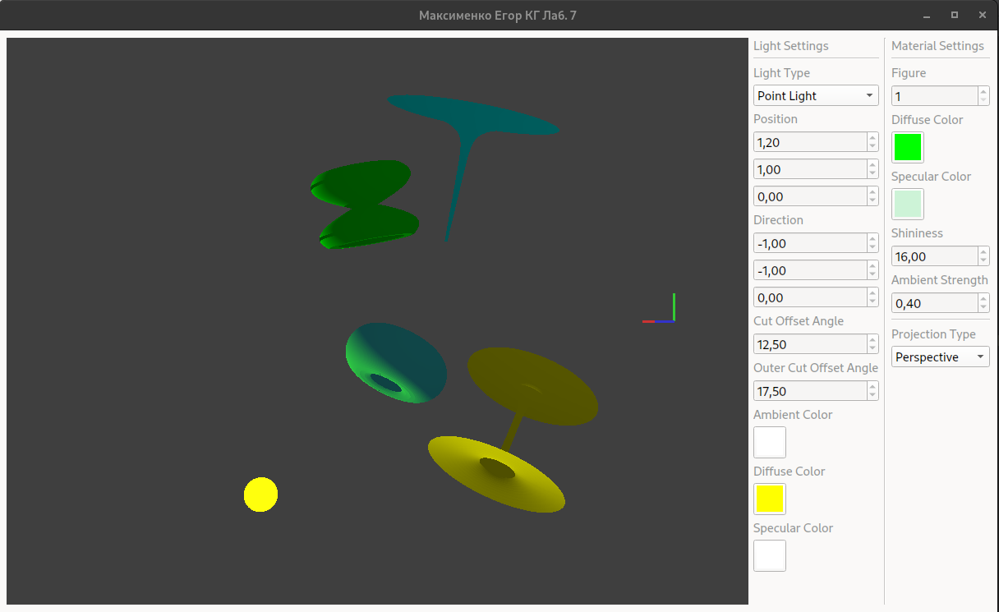 Максименко Егор КГ Лаб. 7
Light Settings
Light Type
Point Light
Position
1,20
1,00
0,00
Direction
-1,00
-1,00
0,00
Cut Offset Angle
12,50
Outer Cut Offset Angle
17,50
Ambient Color
Diffuse Color
Specular Color
Material Settings
Figure
1
Diffuse Color
Specular Color
Shininess
16,00
Ambient Strength
0,40
Projection Type
Perspective